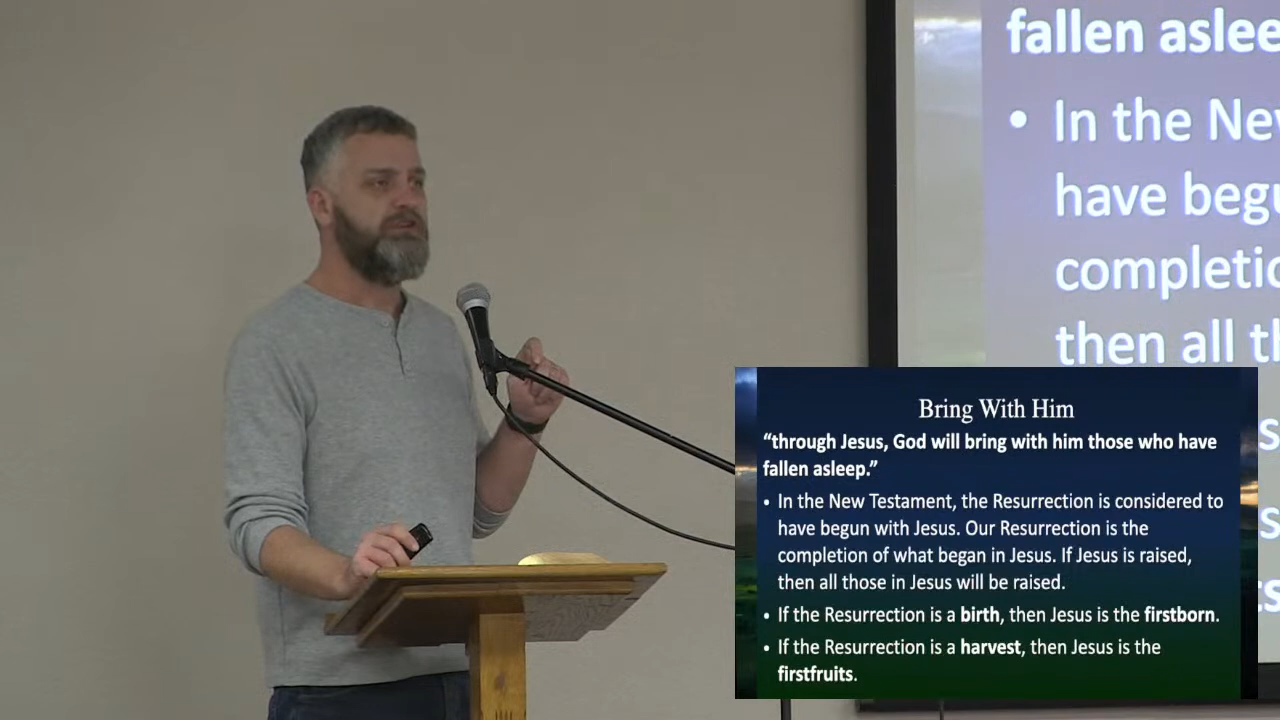 fallen aslee
• In the Nev
have begu
completic
then all th
Bring With Him
“through Jesus, God will bring with him those who have
fallen asleep.”
• In the New Testament, the Resurrection is considered to
have begun with Jesus. Our Resurrection is the
completion of what began in Jesus. If Jesus is raised,
then all those in Jesus will be raised.
• If the Resurrection is a birth, then Jesus is the firstborn.
• If the Resurrection is a harvest, then Jesus is the
firstfruits.